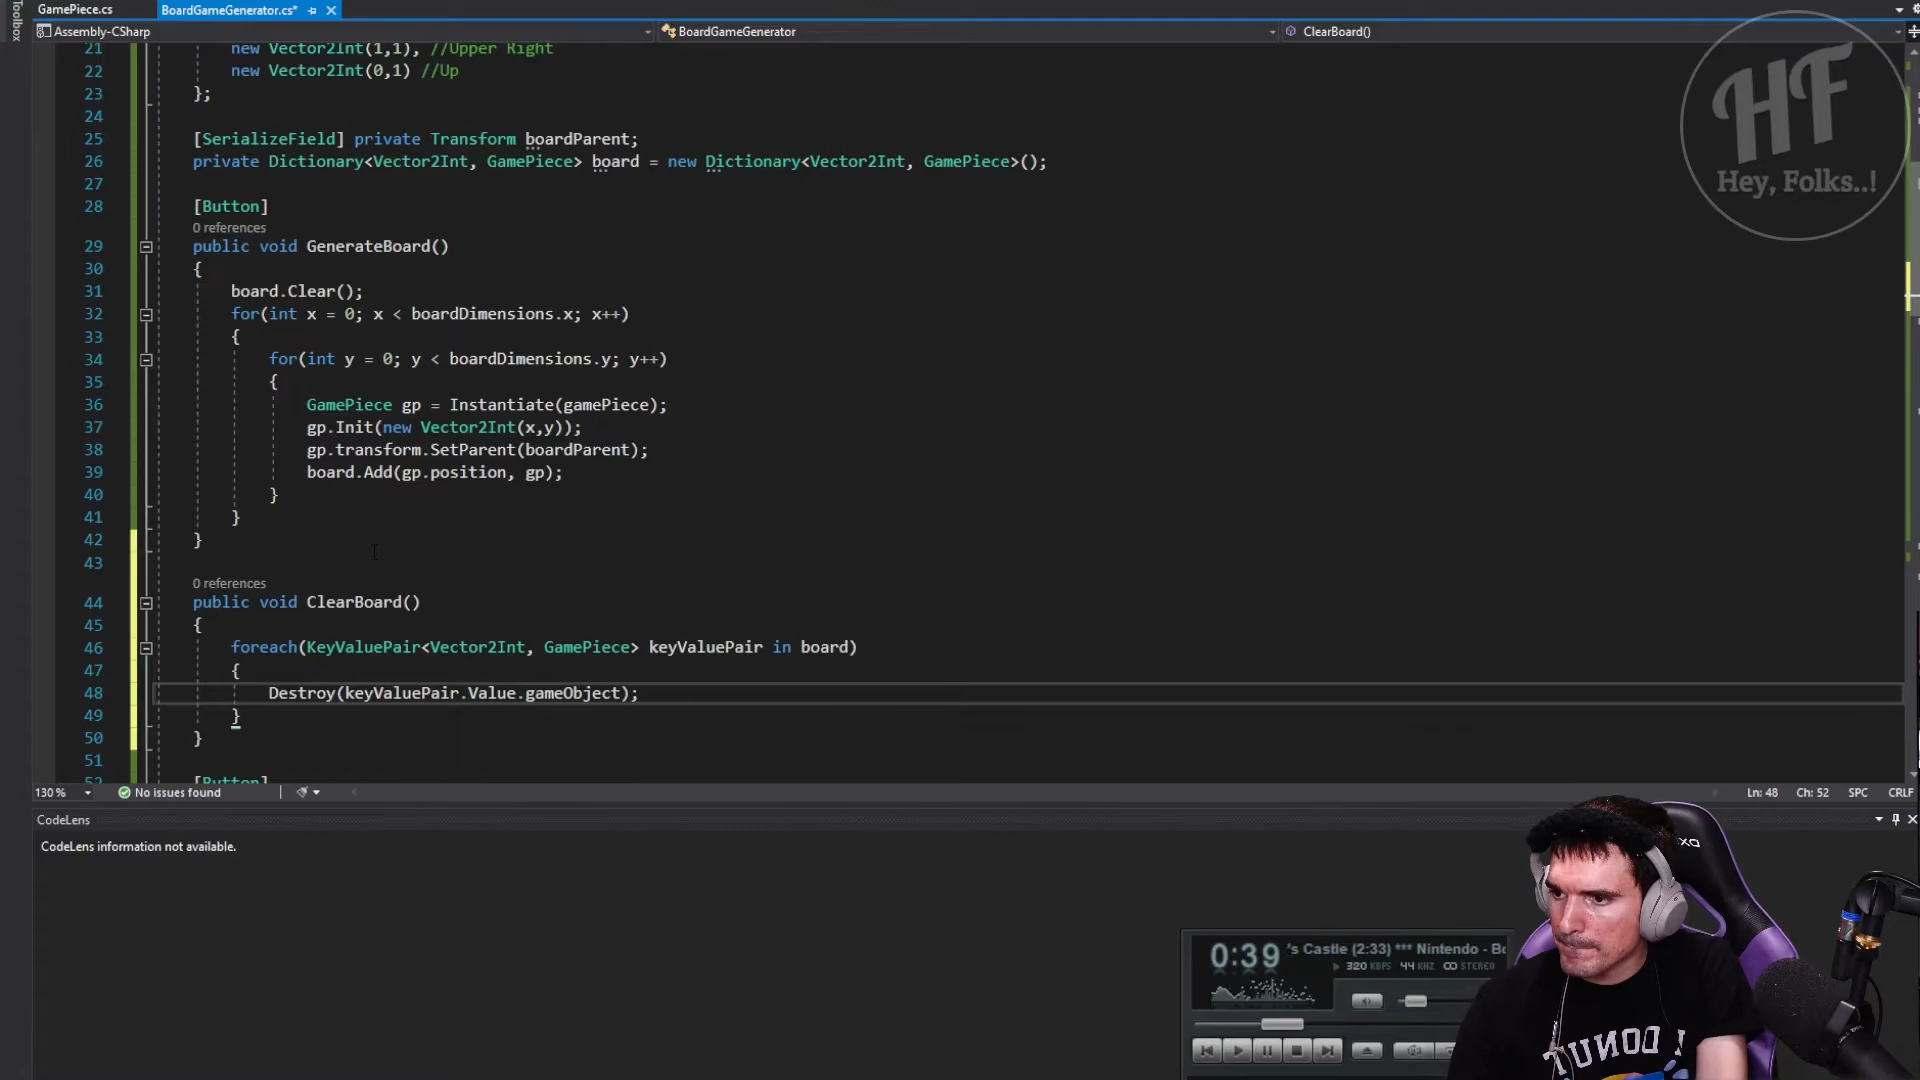 Toolbox
GamePiece.cs
BoardGameGenerator.cs*
Assembly-CSharp
BoardGameGenerator
ClearBoard()
21 new Vector2Int(1,1), //Upper Right
22 new Vector2Int(0,1) //Up
23 };
24
25 [SerializeField] private Transform boardParent;
26 private Dictionary<Vector2Int, GamePiece> board = new Dictionary<Vector2Int, GamePiece>();
27
28 [Button]
0 references
29 public void GenerateBoard()
30 {
31 board.Clear();
32 for(int x = 0; x < boardDimensions.x; x++)
33 {
34 for(int y = 0; y < boardDimensions.y; y++)
35 {
36 GamePiece gp = Instantiate(gamePiece);
37 gp.Init(new Vector2Int(x,y));
38 gp.transform.SetParent(boardParent);
39 board.Add(gp.position, gp);
40 }
41 }
42 }
43
0 references
44 public void ClearBoard()
45 {
46 foreach(KeyValuePair<Vector2Int, GamePiece> keyValuePair in board)
47 {
48 Destroy(keyValuePair.Value.gameObject);
49 }
50 }
51
52 [Button]
130 %
No issues found
Ln: 48
Ch: 52
SPC
CRLF
CodeLens
CodeLens information not available.
HF
Hey, Folks..!
0:39
's Castle (2:33) *** Nintendo - Bo
320 KBPS 44 KHZ STEREO
I DONUT